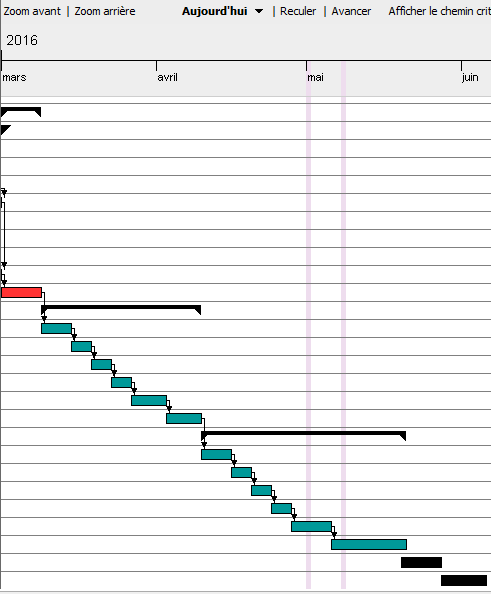 Zoom avant | Zoom arrière Aujourd'hui | Reculer | Avancer Afficher le chemin crit
2016
mars avril mai juin